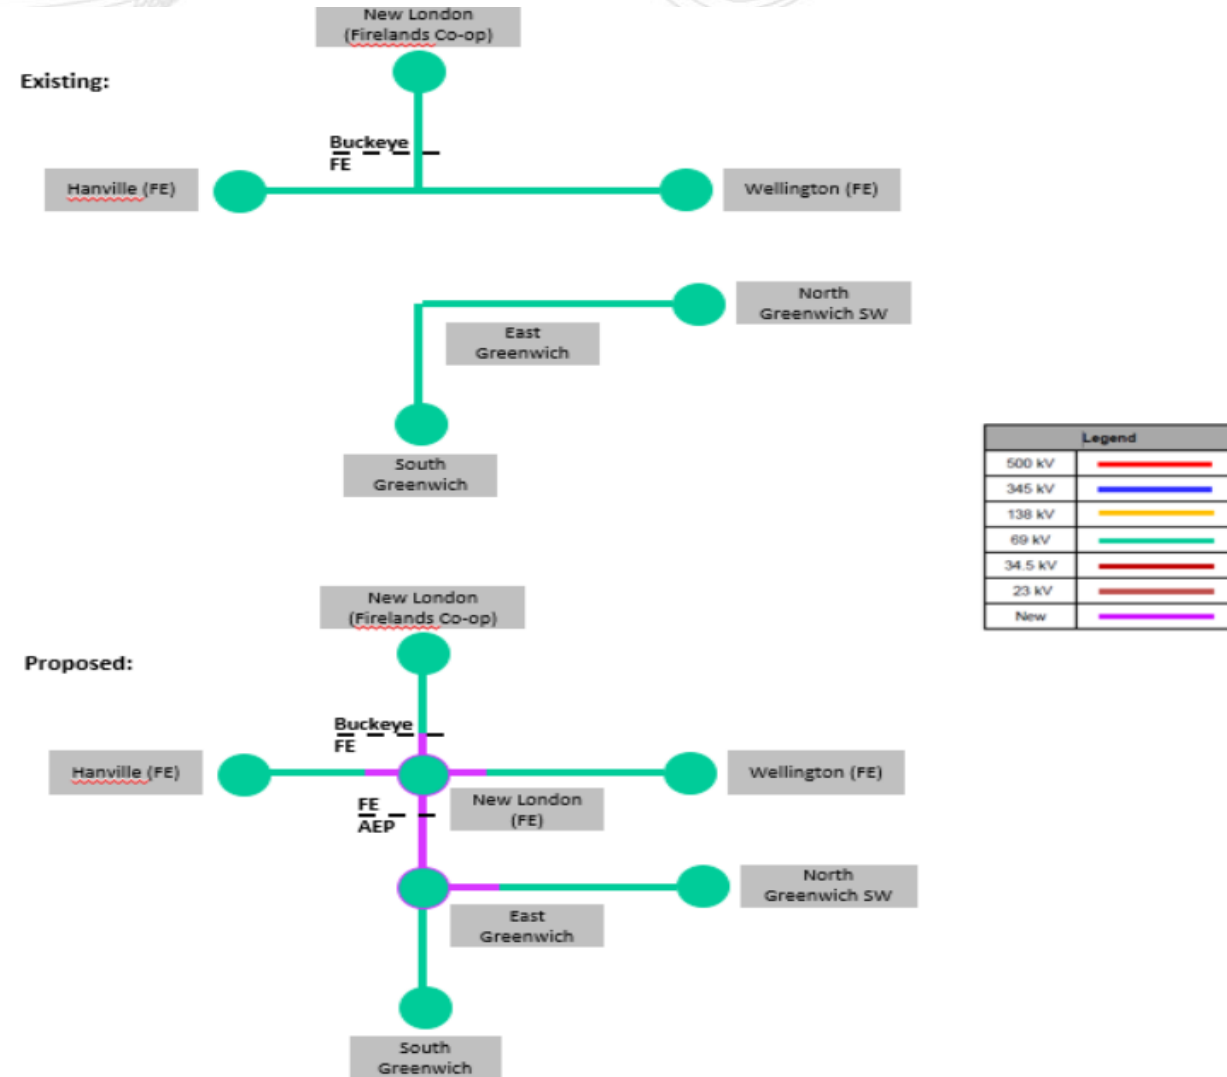 New London
(Firelands Co-op)
Existing:
Buckeye
FE
Hanville (FE)
Wellington (FE)
North
Greenwich SW
East
Greenwich
South
Greenwich
Legend
500 kV
345 kV
138 kV
69 kV
34.5 kV
23 kV
New
New London
(Firelands Co-op)
Proposed:
Buckeye
FE
Hanville (FE)
Wellington (FE)
New London
(FE)
FE
AEP
North
Greenwich SW
East
Greenwich
South
Greenwich